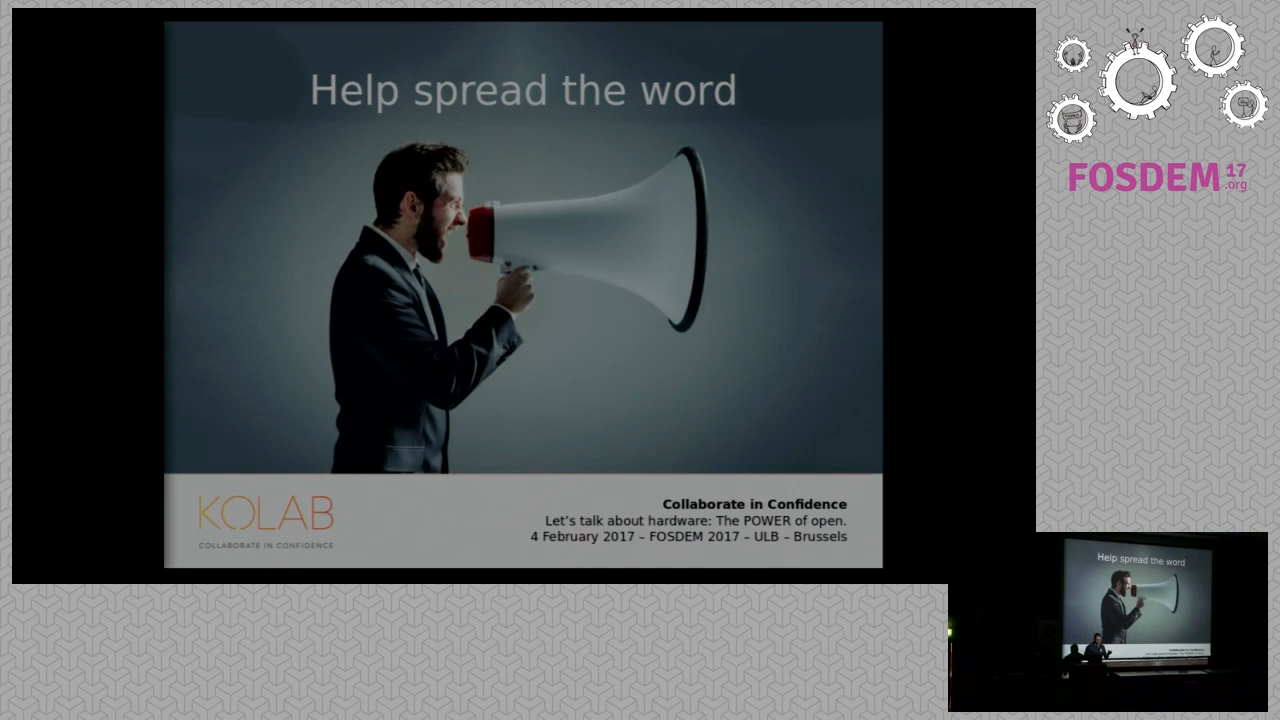 Help spread the word
KOLAB
COLLABORATE IN CONFIDENCE
Collaborate in Confidence
Let's talk about hardware: The POWER of open.
4 February 2017 – FOSDEM 2017 – ULB – Brussels
FOSDEM 17
.org
Help spread the word